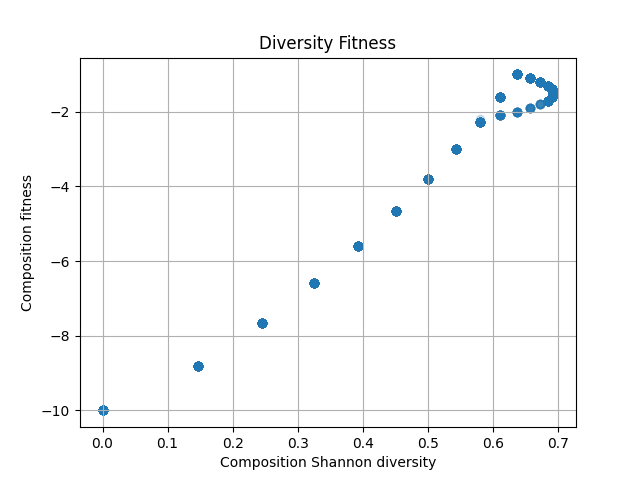 Diversity Fitness
Composition fitness
−2
−4
−6
−8
−10
0.0 0.1 0.2 0.3 0.4 0.5 0.6 0.7
Composition Shannon diversity